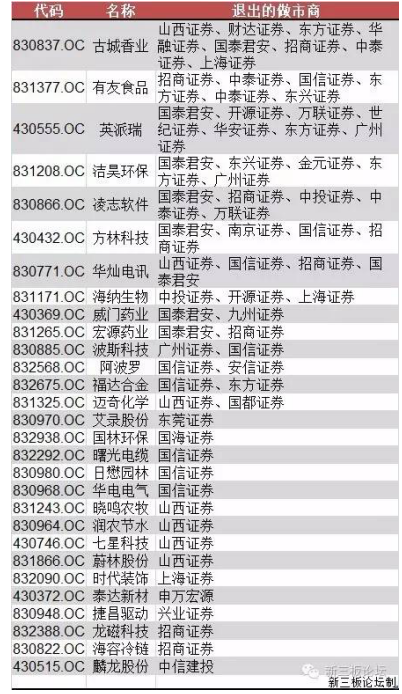 代码 名称 退出的做市商
830837.OC 古城香业 山西证券、财达证券、东方证券、华
融证券、国泰君安、招商证券、中泰
证券、上海证券
831377.OC 有友食品 招商证券、中泰证券、国信证券、东
方证券、中泰证券、东兴证券
430555.OC 英派瑞 国泰君安、开源证券、万联证券、世
纪证券、华安证券、东方证券、广州
证券
831208.OC 洁昊环保 国泰君安、东兴证券、金元证券、东
方证券、广州证券
830866.OC 凌志软件 国泰君安、招商证券、中投证券、中
泰证券、万联证券
430432.OC 方林科技 国泰君安、南京证券、国信证券、招
商证券
830771.OC 华灿电讯 山西证券、国信证券、招商证券、国
泰君安
831171.OC 海纳生物 中投证券、开源证券、上海证券
430369.OC 威门药业 国泰君安、九州证券
831265.OC 宏源药业 国泰君安、招商证券
830885.OC 波斯科技 广州证券、国信证券
832568.OC 阿波罗 国信证券、安信证券
832675.OC 福达合金 国信证券、东方证券
831325.OC 迈奇化学 山西证券、国都证券
830970.OC 艾录股份 东莞证券
832938.OC 国林环保 国海证券
832292.OC 曙光电缆 国信证券
830980.OC 日懋园林 国信证券
830968.OC 华电电气 国信证券
831243.OC 晓鸣农牧 山西证券
830964.OC 润农节水 山西证券
430746.OC 七星科技 山西证券
831866.OC 蔚林股份 山西证券
832090.OC 时代装饰 上海证券
430372.OC 泰达新材 申万宏源
830948.OC 捷昌驱动 兴业证券
832388.OC 龙磁科技 招商证券
830822.OC 海容冷链 招商证券
430515.OC 麟龙股份 中信建投
新三板论坛
新三板论坛制